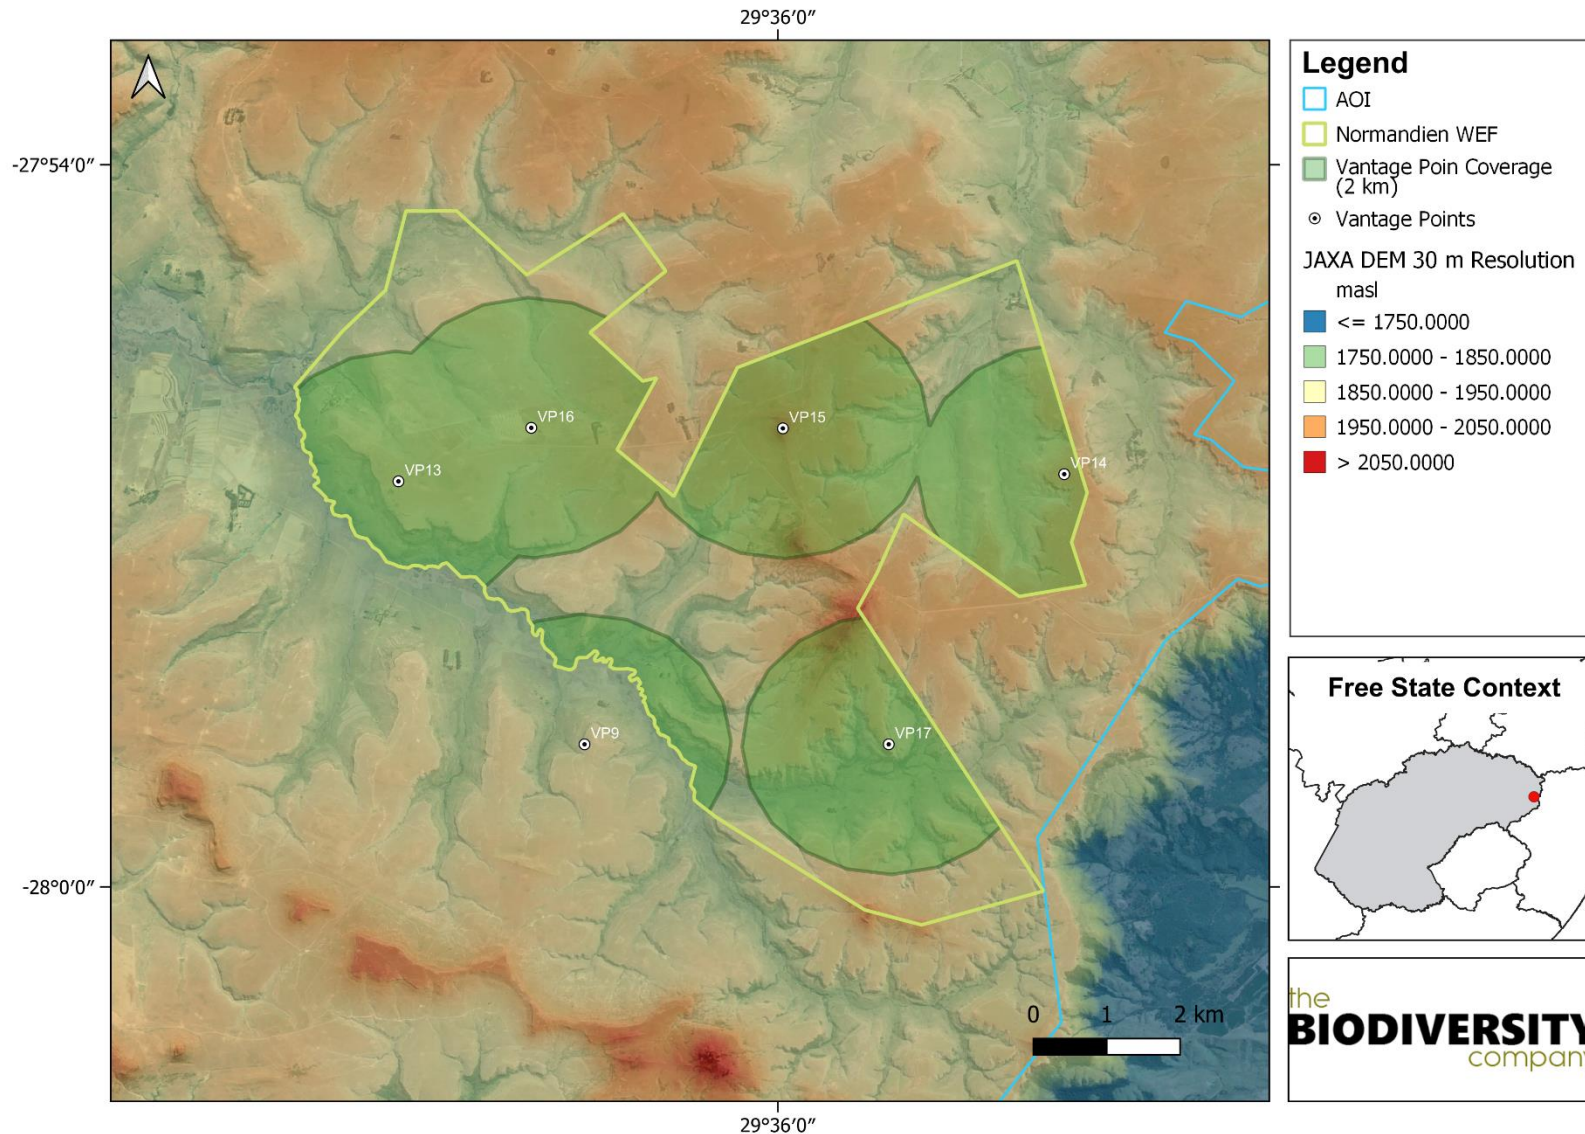 29°36′0″
-27°54′0″
-28°0′0″
VP16
VP15
VP13
VP14
VP9
VP17
0 1 2 km
29°36′0″
Legend
AOI
Normandien WEF
Vantage Poin Coverage
(2 km)
Vantage Points
JAXA DEM 30 m Resolution
masl
<= 1750.0000
1750.0000 - 1850.0000
1850.0000 - 1950.0000
1950.0000 - 2050.0000
> 2050.0000
Free State Context
the
BIODIVERSITY
company